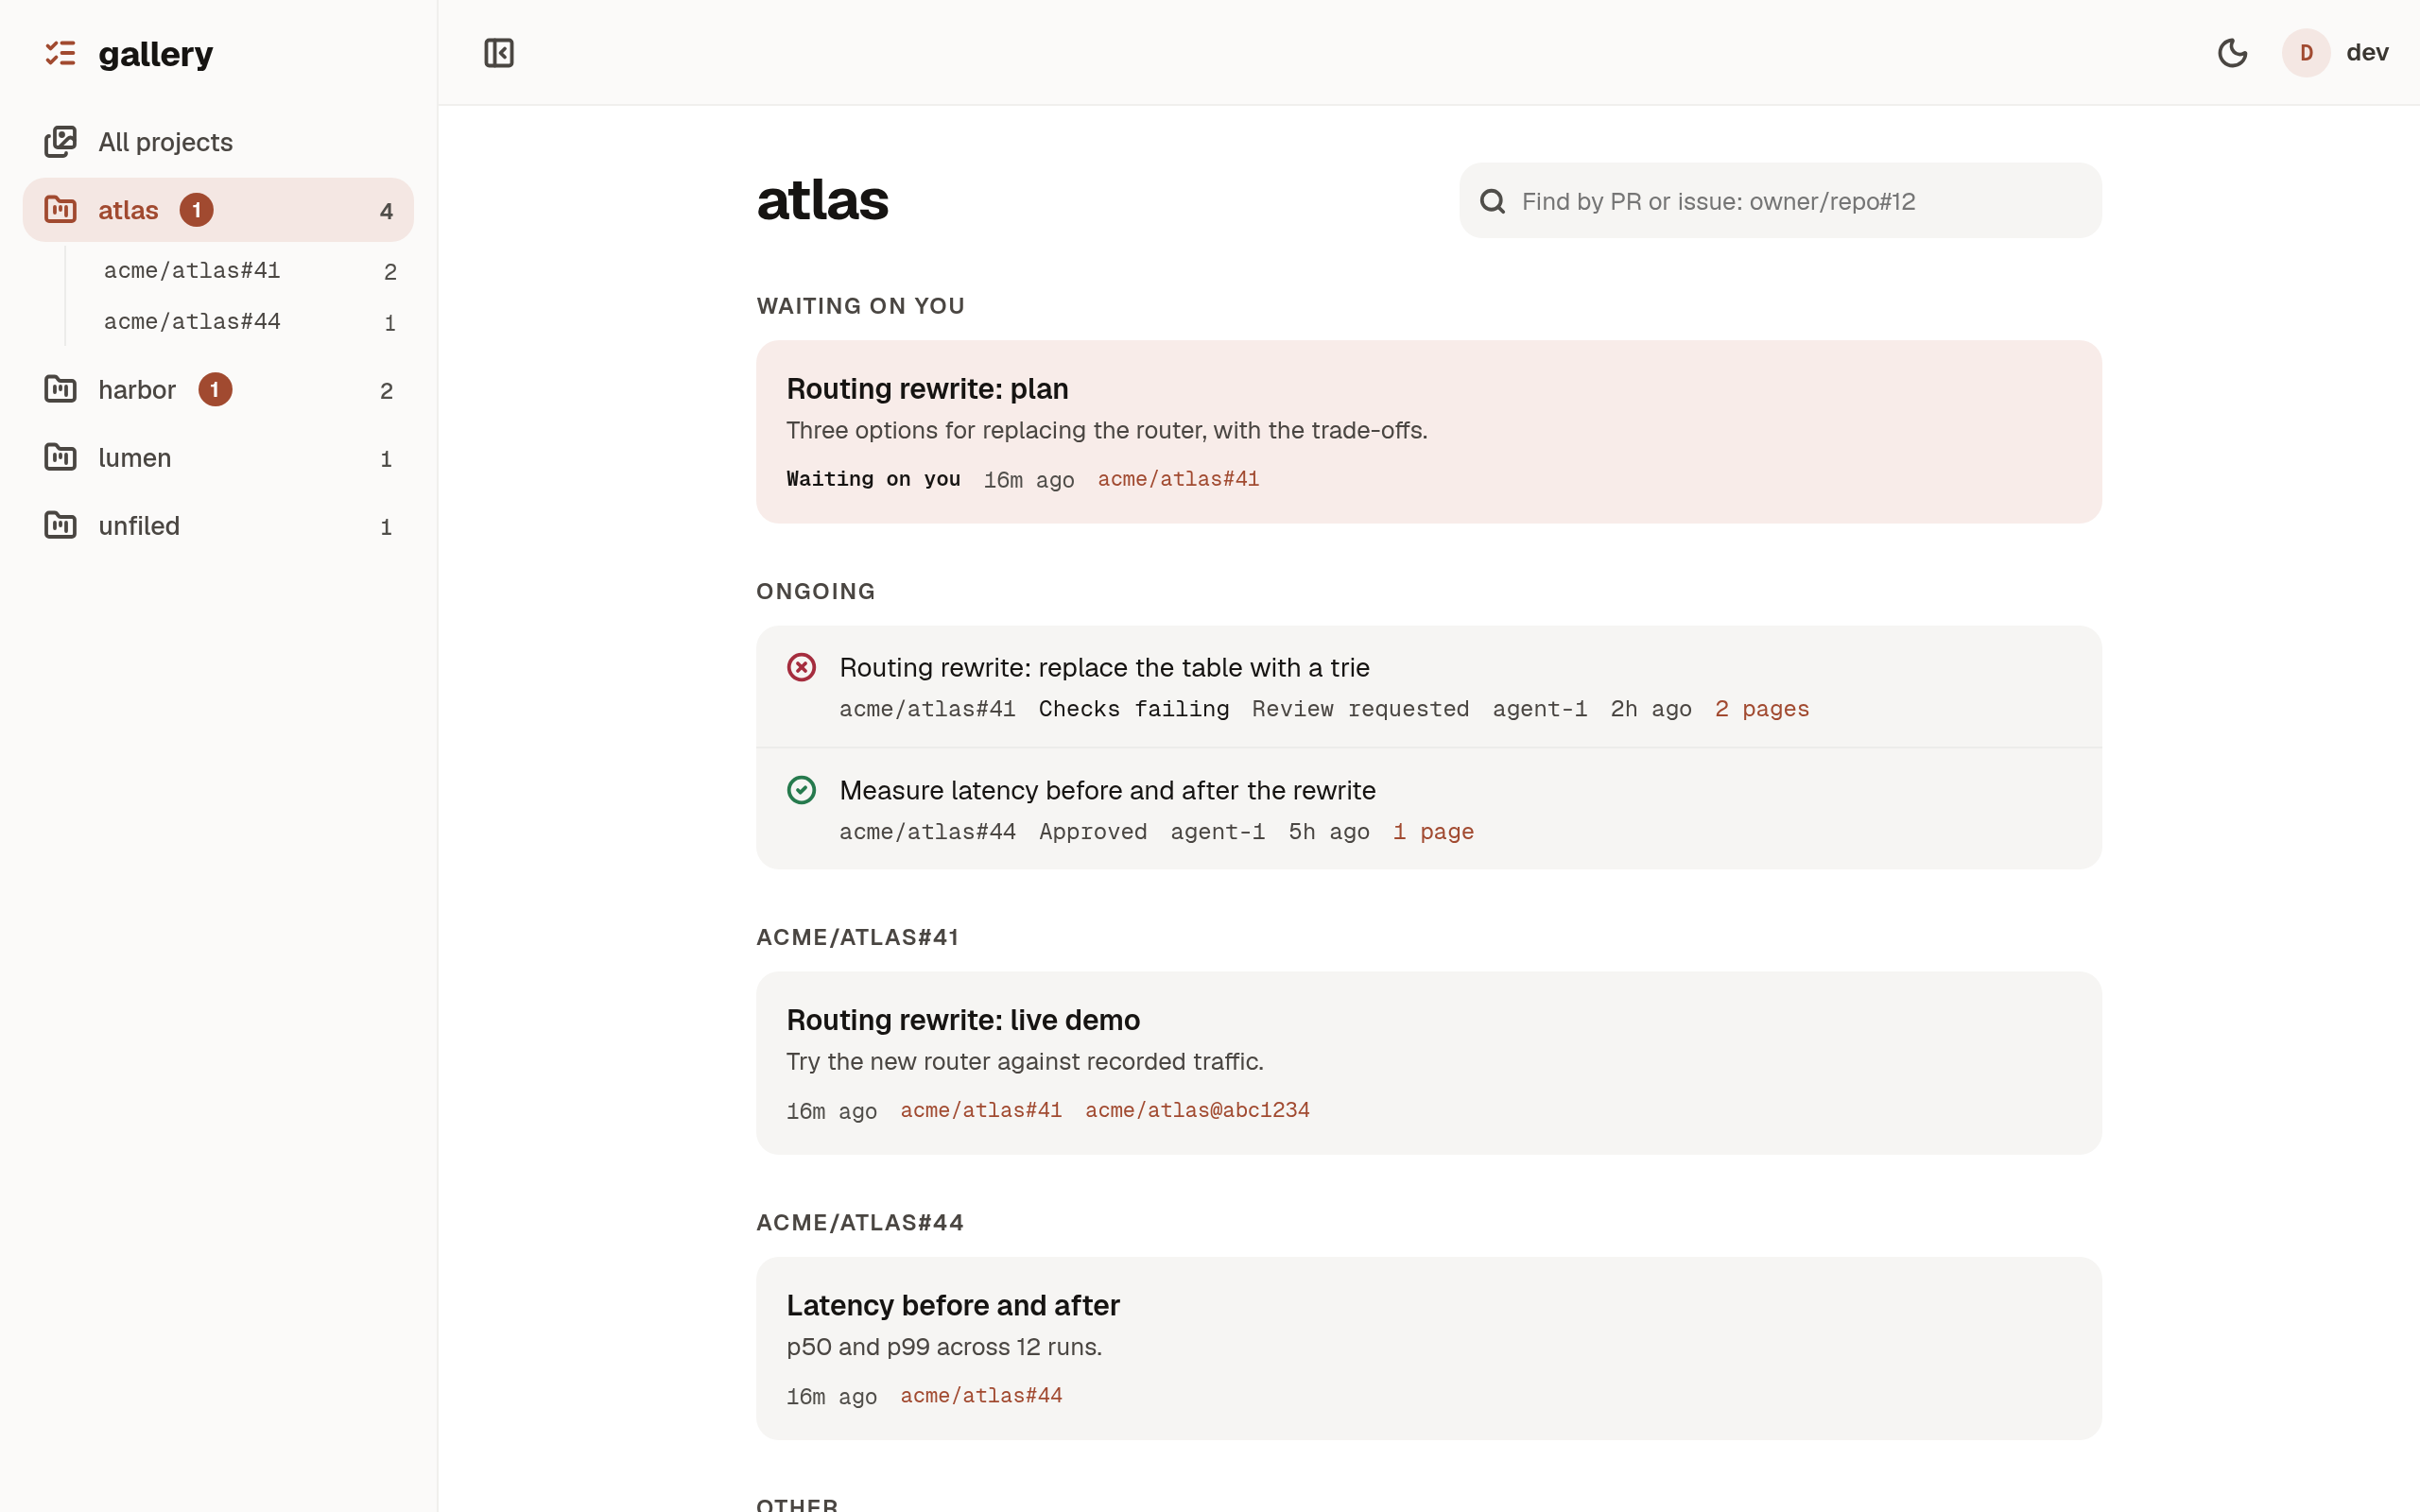 gallery
All projects
atlas 1 4
acme/atlas#41 2
acme/atlas#44 1
harbor 1 2
lumen 1
unfiled 1
D dev
atlas
Find by PR or issue: owner/repo#12
WAITING ON YOU
Routing rewrite: plan
Three options for replacing the router, with the trade-offs.
Waiting on you 16m ago acme/atlas#41
ONGOING
Routing rewrite: replace the table with a trie
acme/atlas#41 Checks failing Review requested agent-1 2h ago 2 pages
Measure latency before and after the rewrite
acme/atlas#44 Approved agent-1 5h ago 1 page
ACME/ATLAS#41
Routing rewrite: live demo
Try the new router against recorded traffic.
16m ago acme/atlas#41 acme/atlas@abc1234
ACME/ATLAS#44
Latency before and after
p50 and p99 across 12 runs.
16m ago acme/atlas#44
OTHER